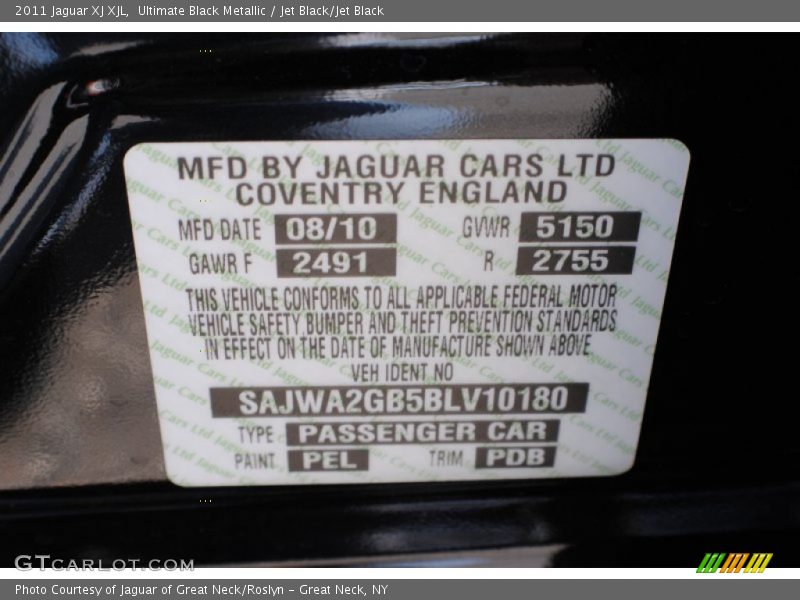 2011 Jaguar XJ XJL, Ultimate Black Metallic / Jet Black/Jet Black
MFD BY JAGUAR CARS LTD
COVENTRY ENGLAND
MFD DATE 08/10 GVWR 5150
GAWR F 2491 R 2755
THIS VEHICLE CONFORMS TO ALL APPLICABLE FEDERAL MOTOR
VEHICLE SAFETY BUMPER AND THEFT PREVENTION STANDARDS
IN EFFECT ON THE DATE OF MANUFACTURE SHOWN ABOVE
VEH IDENT NO
SAJWA2GB5BLV10180
TYPE PASSENGER CAR
PAINT PEL TRIM PDB
GTCARLOT.COM
Photo Courtesy of Jaguar of Great Neck/Roslyn – Great Neck, NY